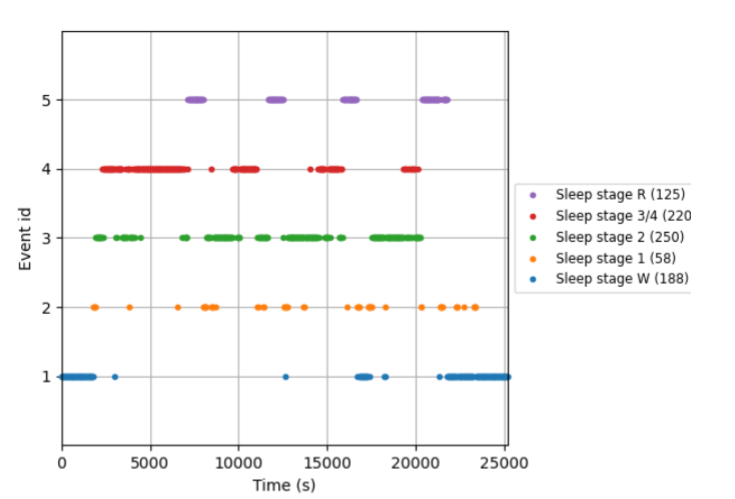 5
4
3
2
1
Event id
0 5000 10000 15000 20000 25000
Time (s)
Sleep stage R (125)
Sleep stage 3/4 (220
Sleep stage 2 (250)
Sleep stage 1 (58)
Sleep stage W (188)